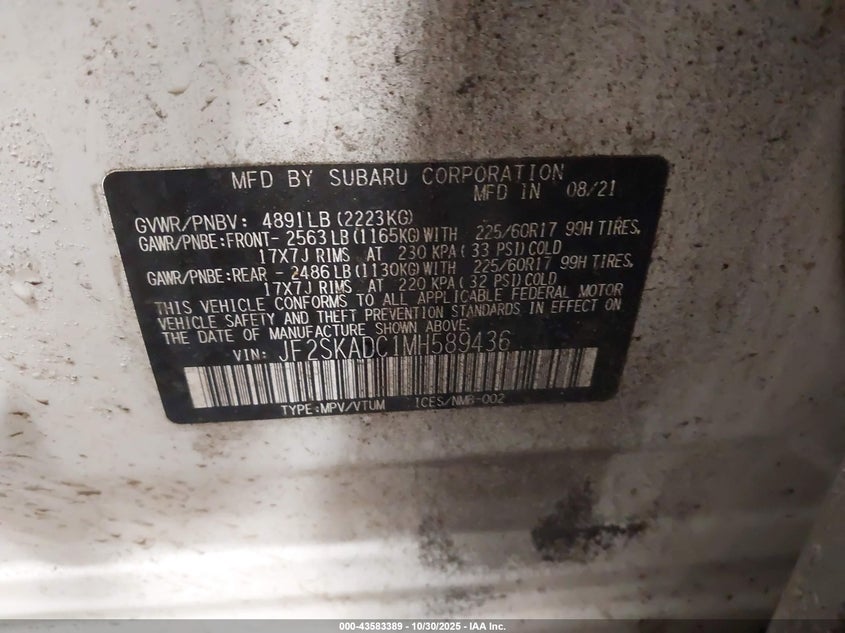 MFD BY SUBARU CORPORATION
MFD IN 08/21
GVWR/PNBV: 4891LB(2223KG)
GAWR/PNBE:FRONT- 2563LB(1165KG)WITH 225/60R17 99H TIRES,
17X7J RIMS AT 230 KPA( 33 PSI)COLD
GAWR/PNBE:REAR - 2486LB(1130KG)WITH 225/60R17 99H TIRES,
17X7J RIMS AT 220 KPA( 32 PSI)COLD
THIS VEHICLE CONFORMS TO ALL APPLICABLE FEDERAL MOTOR
VEHICLE SAFETY AND THEFT PREVENTION STANDARDS IN EFFECT ON
THE DATE OF MANUFACTURE SHOWN ABOVE.
VIN: JF2SKADC1MH589436
TYPE:MPV/VTUM ICES/NMB-002
000-43583389 - 10/30/2025 - IAA Inc.